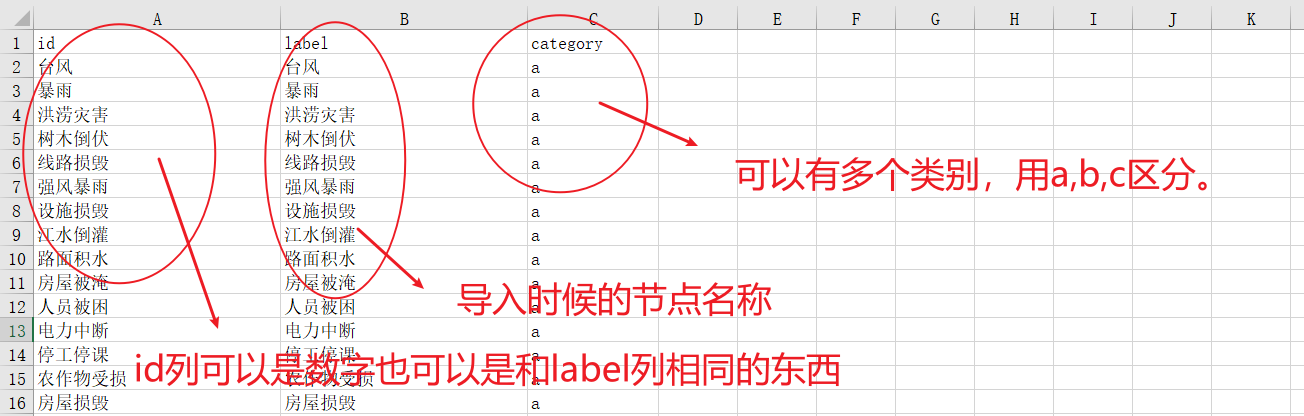 A B C D E F G H I J K
1 id label category
2 台风 台风 a
3 暴雨 暴雨 a
4 洪涝灾害 洪涝灾害 a
5 树木倒伏 树木倒伏 a
6 线路损毁 线路损毁 a
可以有多个类别，用a,b,c区分。
7 强风暴雨 强风暴雨 a
8 设施损毁 设施损毁 a
9 江水倒灌 江水倒灌 a
10 路面积水 路面积水 a
11 房屋被淹 房屋被淹 a
导入时候的节点名称
12 人员被困 人员被困 a
13 电力中断 电力中断 a
14 停工停课 停工停课 a
id列可以是数字也可以是和label列相同的东西
15 农作物受损 农作物受损 a
16 房屋损毁 房屋损毁 a